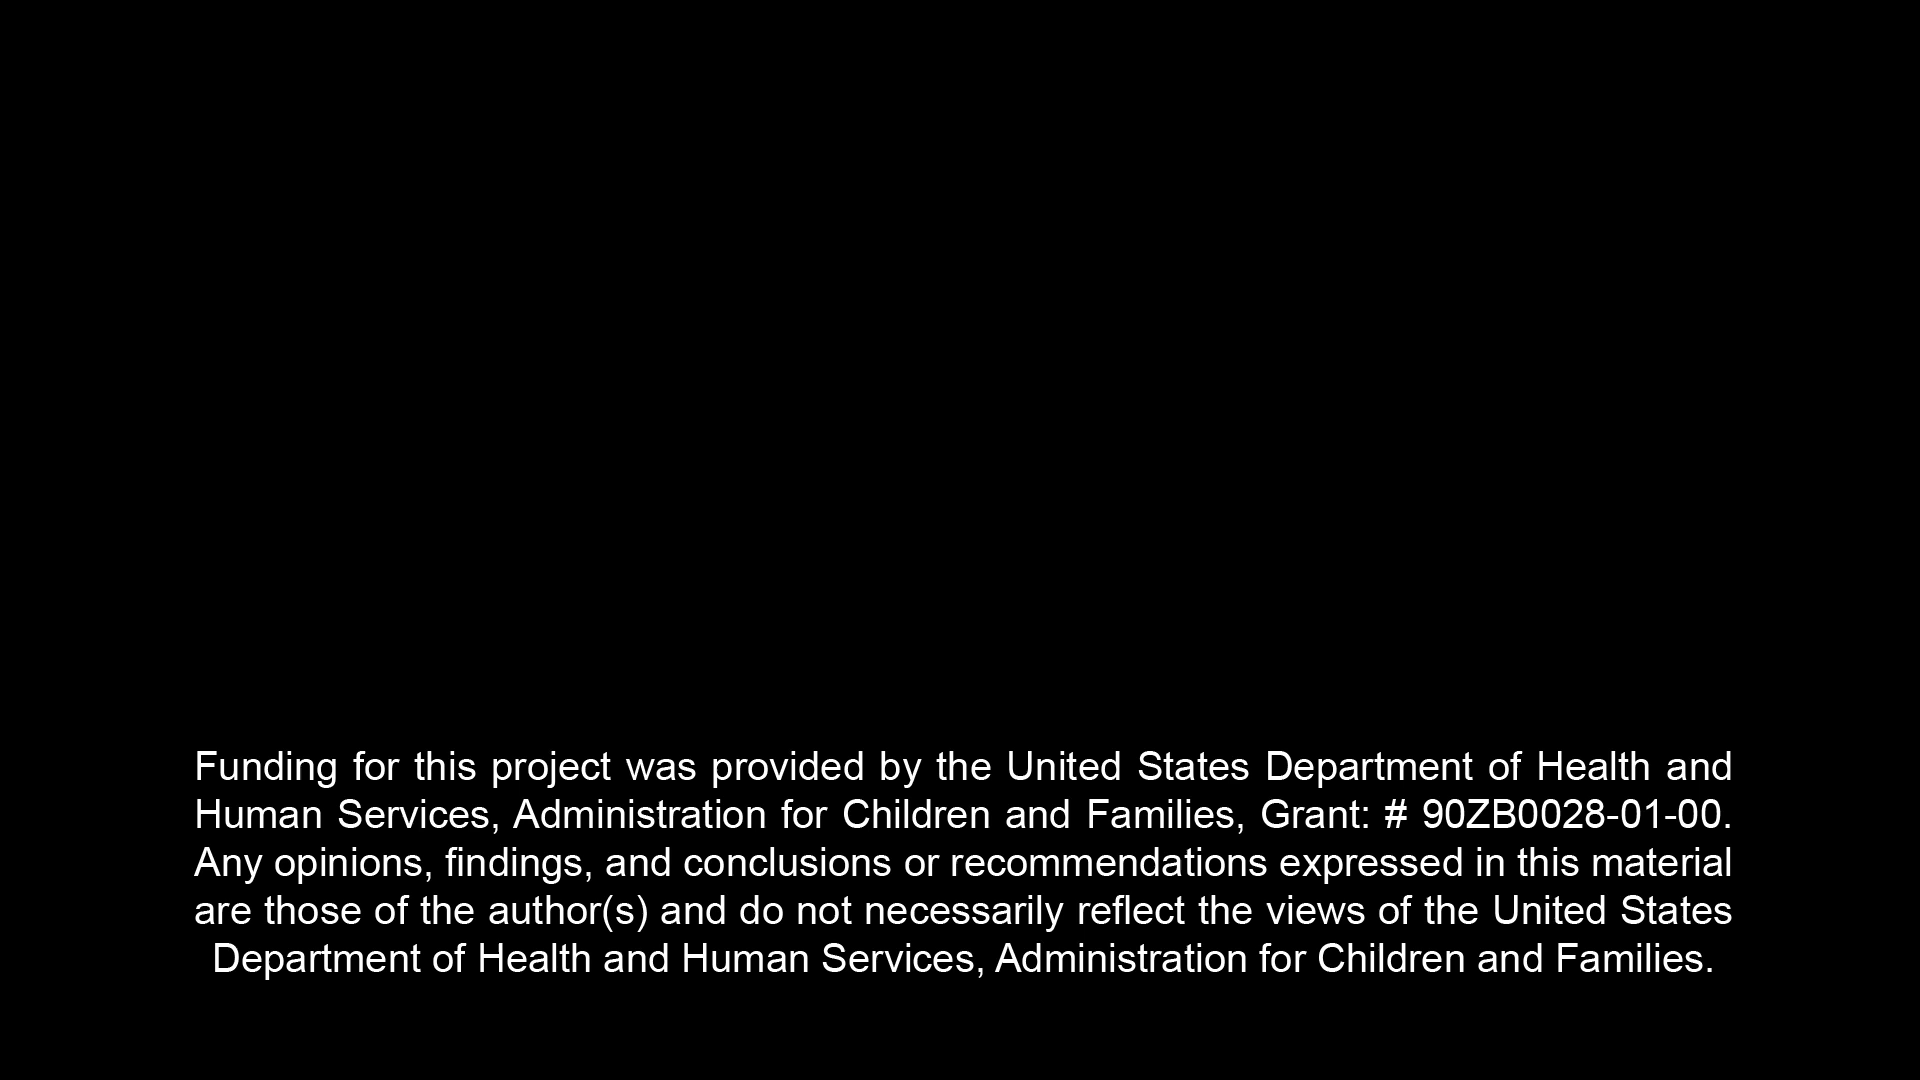 Funding for this project was provided by the United States Department of Health and
Human Services, Administration for Children and Families, Grant: # 90ZB0028-01-00.
Any opinions, findings, and conclusions or recommendations expressed in this material
are those of the author(s) and do not necessarily reflect the views of the United States
Department of Health and Human Services, Administration for Children and Families.